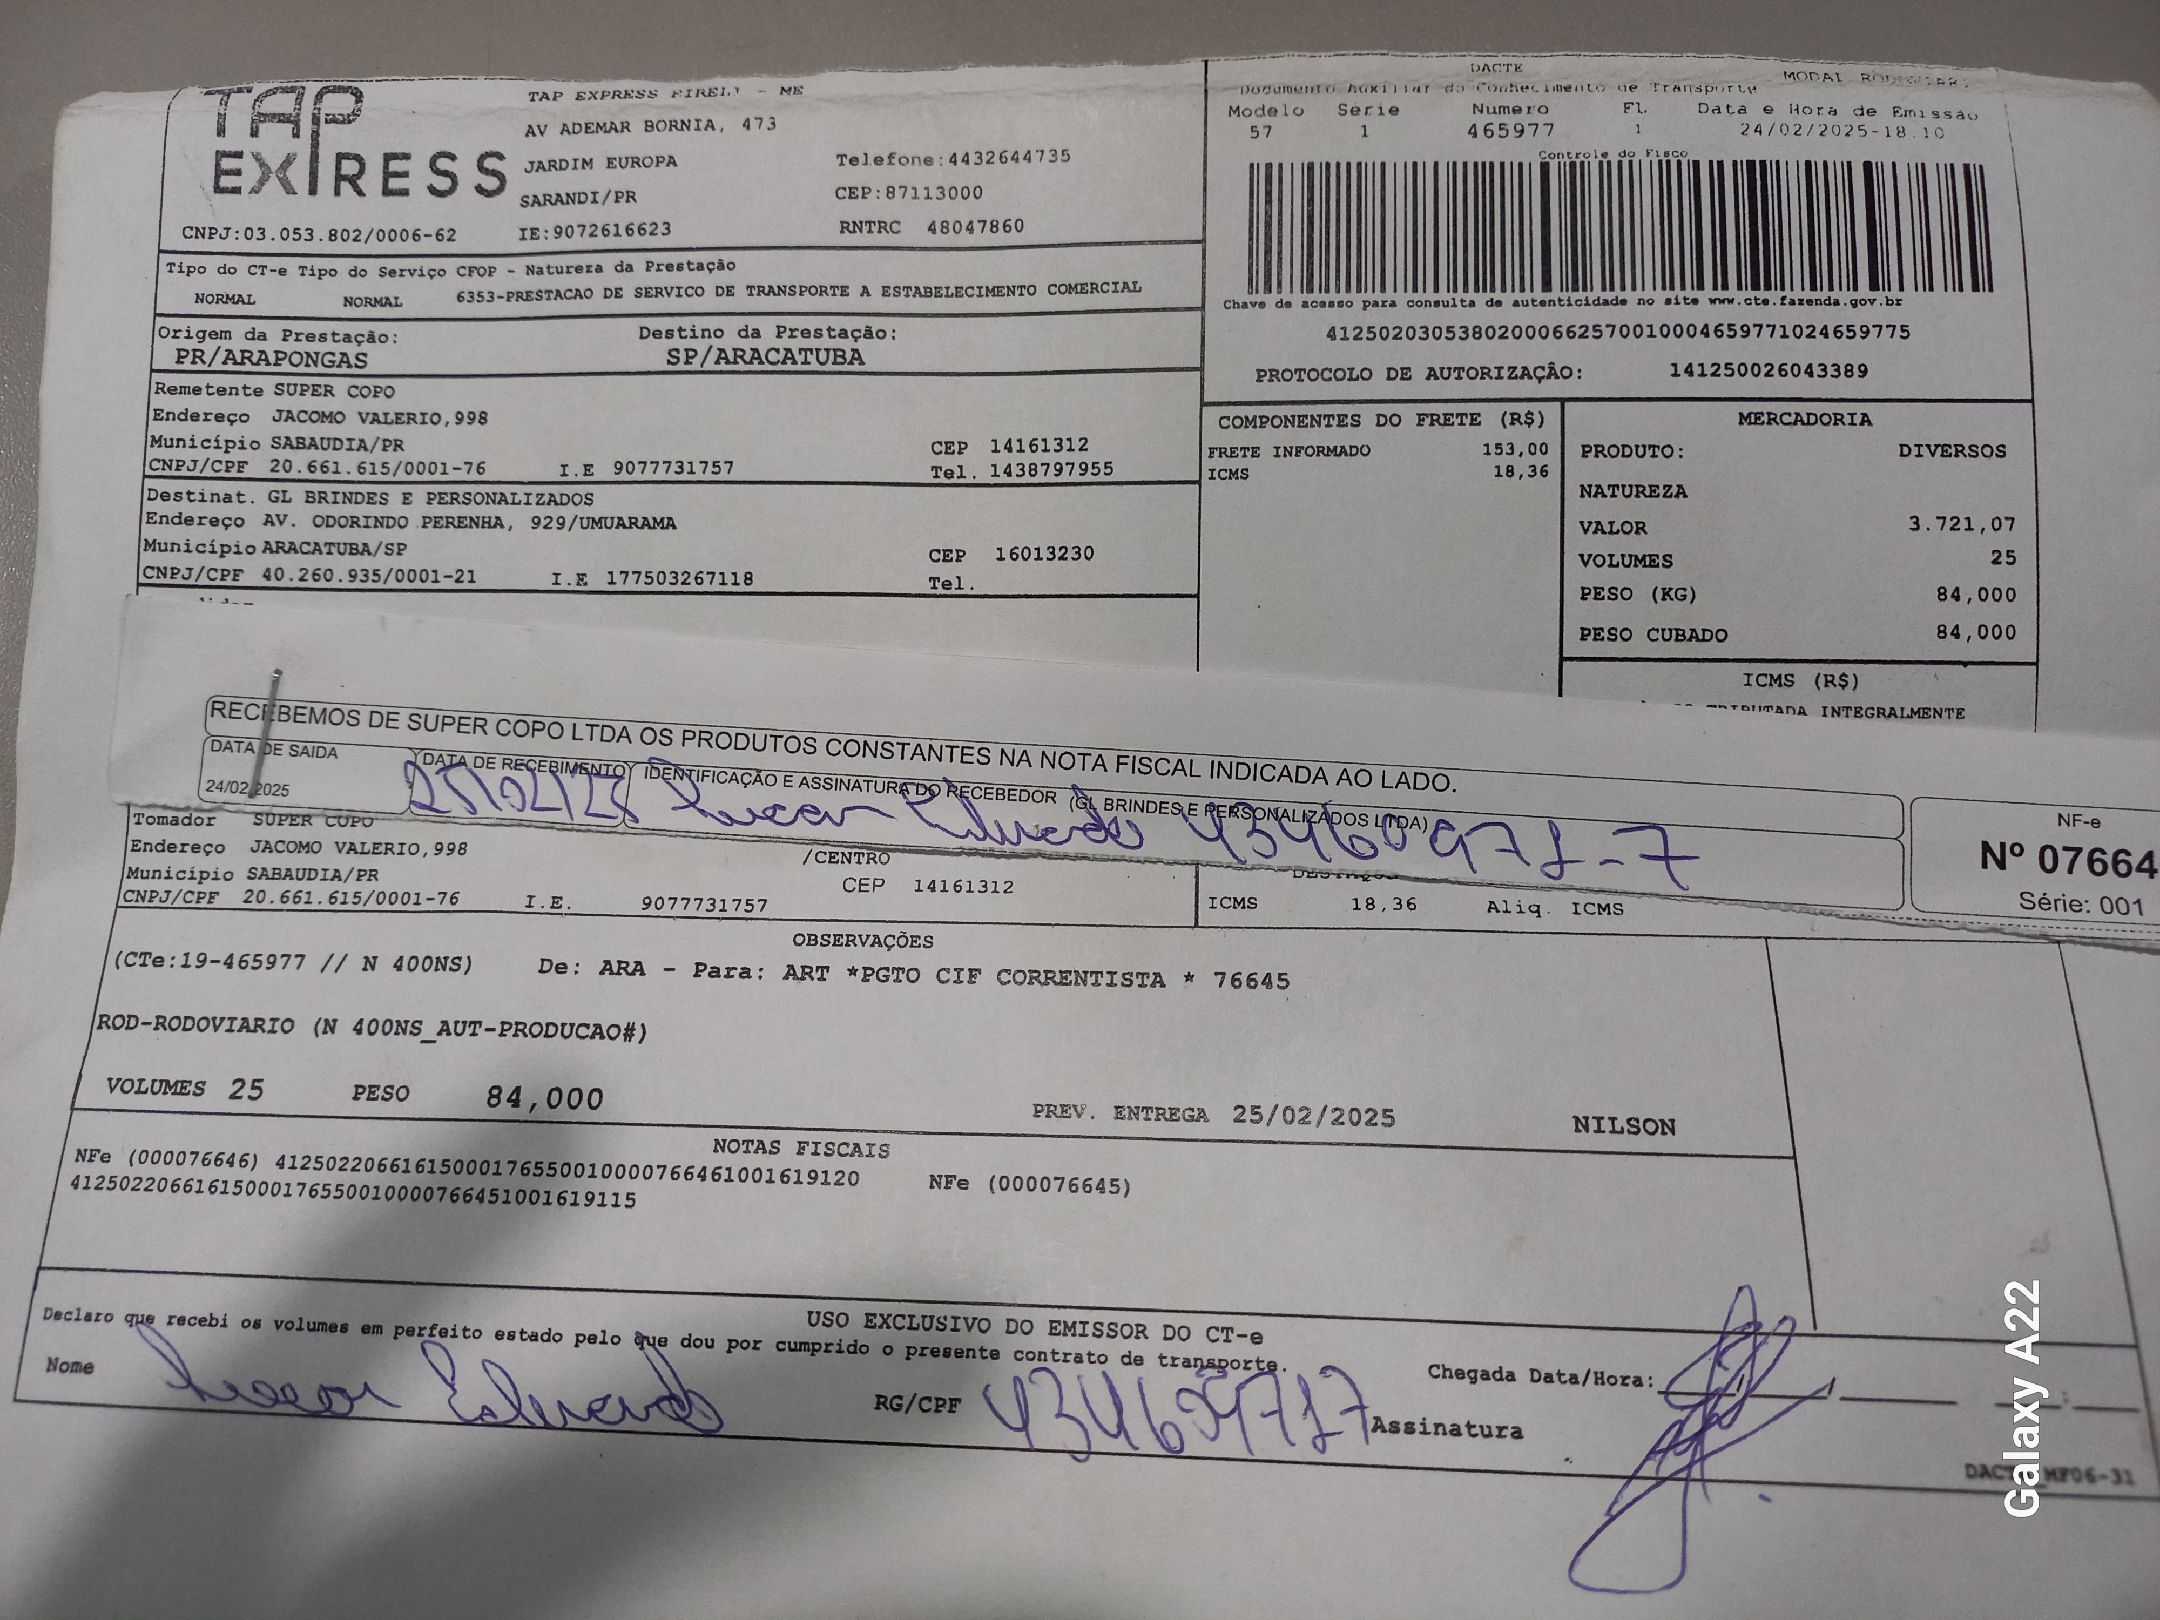 TAP EXPRESS
TAP EXPRESS EIRELI - ME
AV ADEMAR BORNIA, 473
JARDIM EUROPA Telefone:4432644735
SARANDI/PR CEP:87113000
CNPJ:03.053.802/0006-62 IE:9072616623 RNTRC 48047860
DACTE MODAL
Documento Auxiliar do Conhecimento de Transporte
Modelo Série Numero FL Data e Hora de Emissão
57 1 465977 1 24/02/2025-18.10
Controle do Fisco
Chave de acesso para consulta de autenticidade no site www.cte.fazenda.gov.br
41250203053802000662570010004659771024659775
PROTOCOLO DE AUTORIZAÇÃO: 141250026043389
Tipo do CT-e Tipo do Serviço CFOP - Natureza da Prestação
NORMAL NORMAL 6353-PRESTACAO DE SERVICO DE TRANSPORTE A ESTABELECIMENTO COMERCIAL
Origem da Prestação: Destino da Prestação:
PR/ARAPONGAS SP/ARACATUBA
Remetente SUPER COPO
Endereço JACOMO VALERIO,998
Município SABAUDIA/PR CEP 14161312
CNPJ/CPF 20.661.615/0001-76 I.E 9077731757 Tel. 1438797955
Destinat. GL BRINDES E PERSONALIZADOS
Endereço AV. ODORINDO PERENHA, 929/UMUARAMA
Município ARACATUBA/SP CEP 16013230
CNPJ/CPF 40.260.935/0001-21 I.E 177503267118 Tel.
COMPONENTES DO FRETE (R$)
FRETE INFORMADO 153,00
ICMS 18,36
MERCADORIA
PRODUTO: DIVERSOS
NATUREZA
VALOR 3.721,07
VOLUMES 25
PESO (KG) 84,000
PESO CUBADO 84,000
ICMS (R$)
TRIBUTADA INTEGRALMENTE
RECEBEMOS DE SUPER COPO LTDA OS PRODUTOS CONSTANTES NA NOTA FISCAL INDICADA AO LADO.
DATA DE SAIDA DATA DE RECEBIMENTO IDENTIFICAÇÃO E ASSINATURA DO RECEBEDOR (GL BRINDES E PERSONALIZADOS LTDA)
24/02/2025 25/02/25 Eduardo 43460971-7
NF-e
Nº 07664
Série: 001
Tomador SUPER COPO
Endereço JACOMO VALERIO,998 /CENTRO
Município SABAUDIA/PR CEP 14161312
CNPJ/CPF 20.661.615/0001-76 I.E. 9077731757
ICMS 18,36 Aliq. ICMS
OBSERVAÇÕES
(CTe:19-465977 // N 400NS) De: ARA - Para: ART *PGTO CIF CORRENTISTA * 76645
ROD-RODOVIARIO (N 400NS_AUT-PRODUCAO#)
VOLUMES 25 PESO 84,000 PREV. ENTREGA 25/02/2025 NILSON
NOTAS FISCAIS
NFe (000076646) 41250220661615000176550010000766461001619120 NFe (000076645)
41250220661615000176550010000766451001619115
USO EXCLUSIVO DO EMISSOR DO CT-e
Declaro que recebi os volumes em perfeito estado pelo que dou por cumprido o presente contrato de transporte.
Nome Eduardo RG/CPF 434609717 Assinatura
Chegada Data/Hora: / / :
DACTE_MF06-31
Galaxy A22